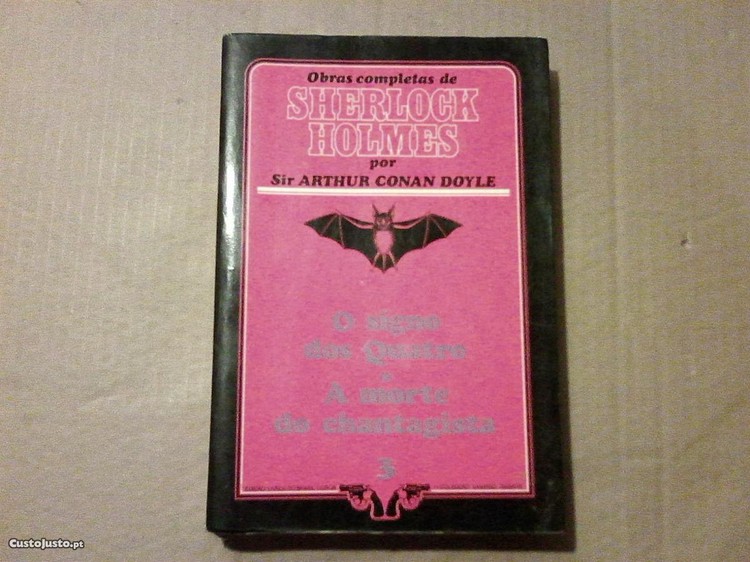 Obras completas de
SHERLOCK
HOLMES
por
Sir ARTHUR CONAN DOYLE
O signo
dos Quatro
e
A morte
do chantagista
3
CustoJusto.pt